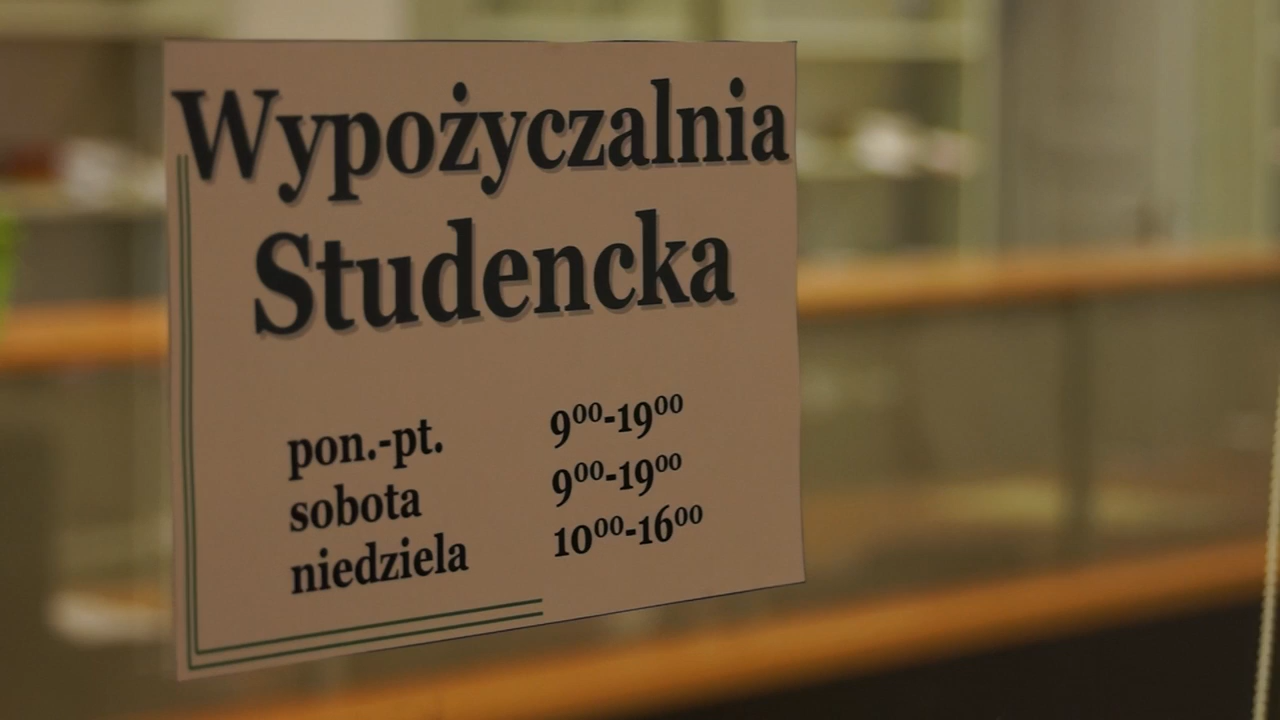 Wypożyczalnia
Studencka
pon.-pt. 9⁰⁰-19⁰⁰
sobota 9⁰⁰-19⁰⁰
niedziela 10⁰⁰-16⁰⁰